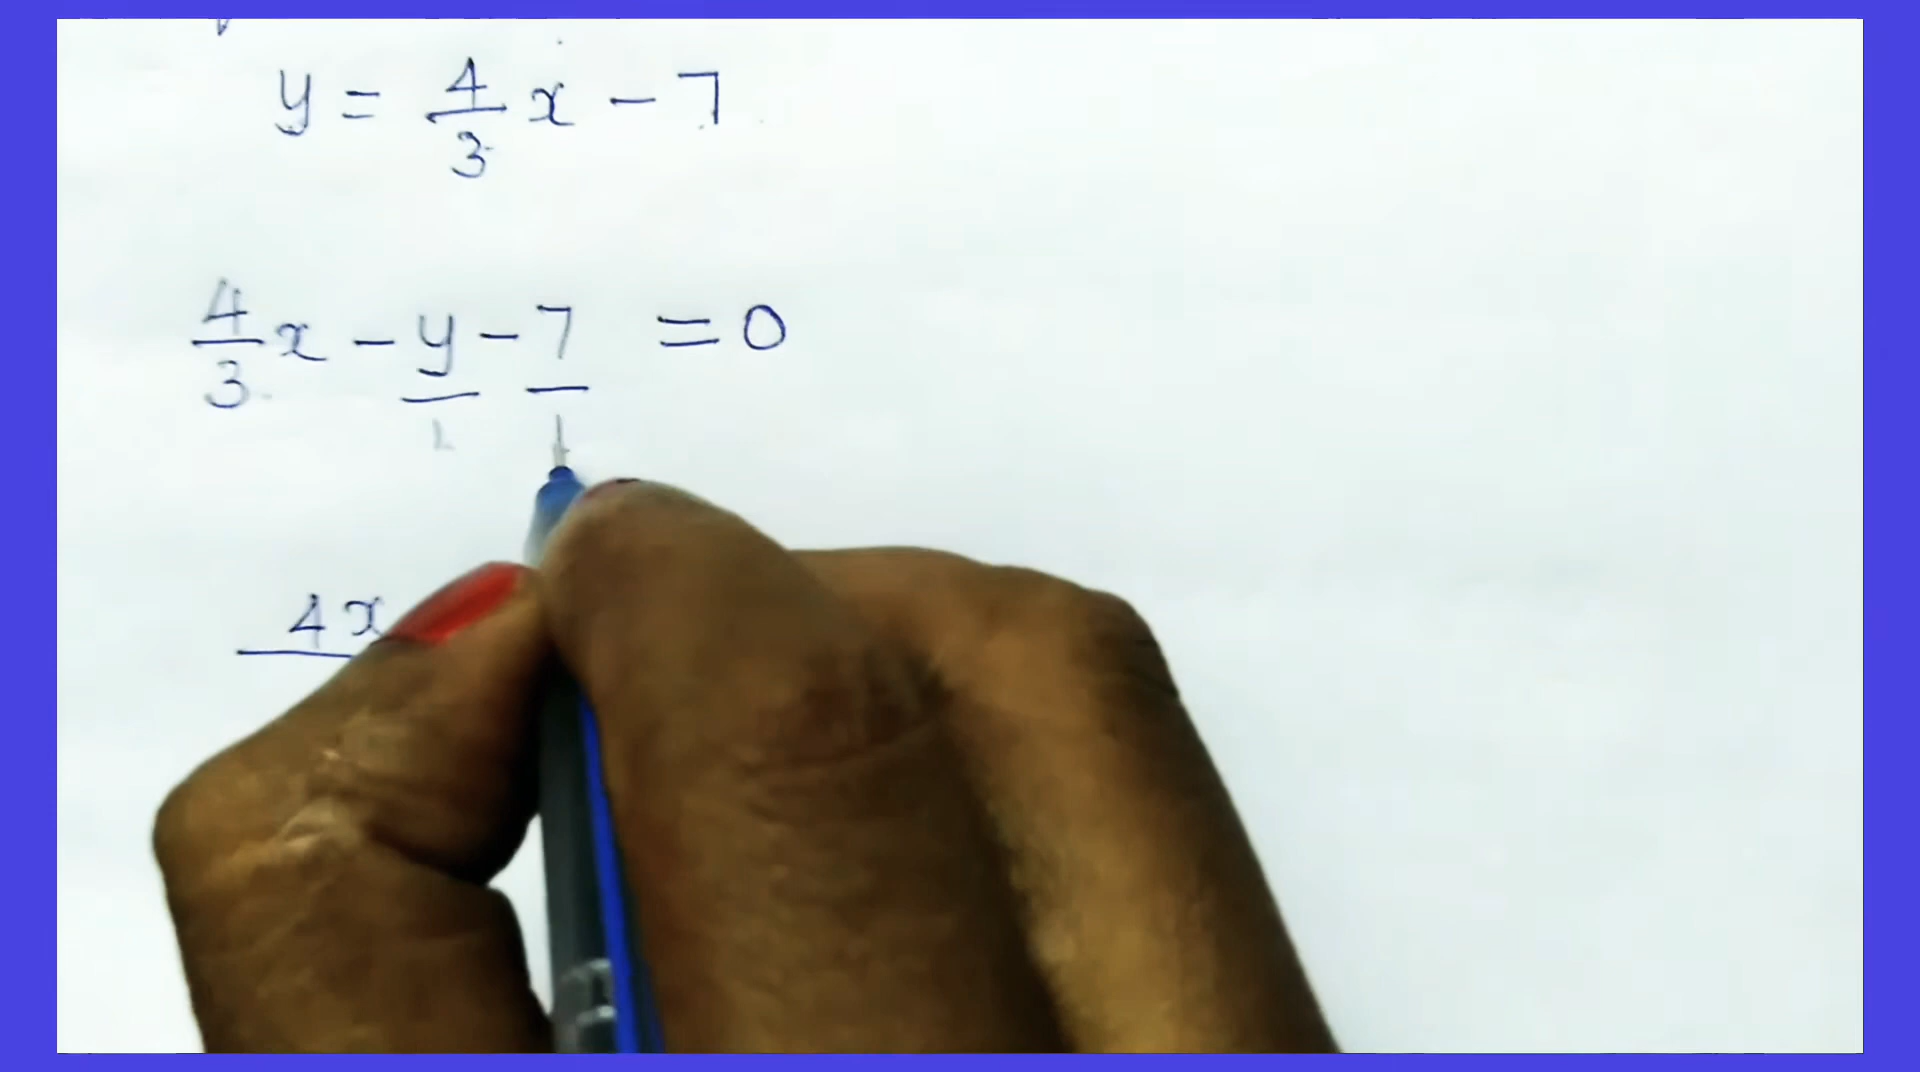 y = 4/3 x - 7
4/3 x - y/1 - 7/1 = 0
4x